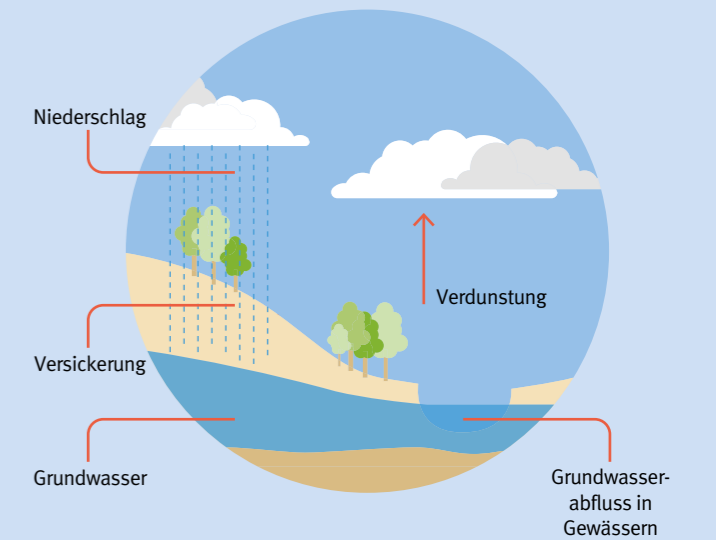 Niederschlag
Verdunstung
Versickerung
Grundwasser
Grundwasser-
abfluss in
Gewässern